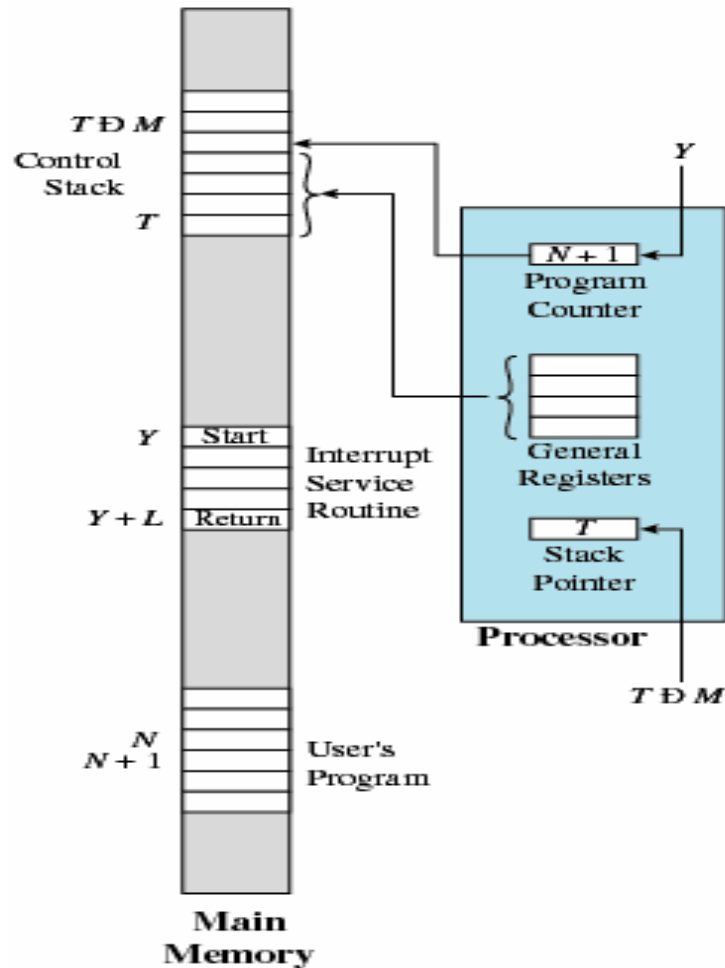 T Đ M
Control
Stack
T
Y
N + 1
Program
Counter
General
Registers
T
Stack
Pointer
Processor
T Đ M
Y
Start
Interrupt
Service
Routine
Y + L
Return
N
N + 1
User's
Program
Main
Memory